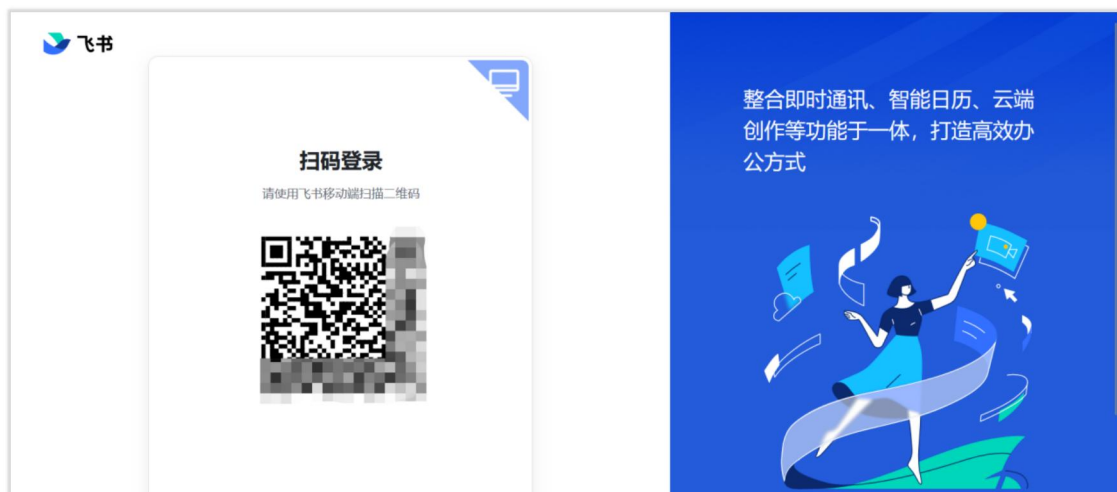 飞书
扫码登录
请使用飞书移动端扫描二维码
整合即时通讯、智能日历、云端
创作等功能于一体，打造高效办
公方式